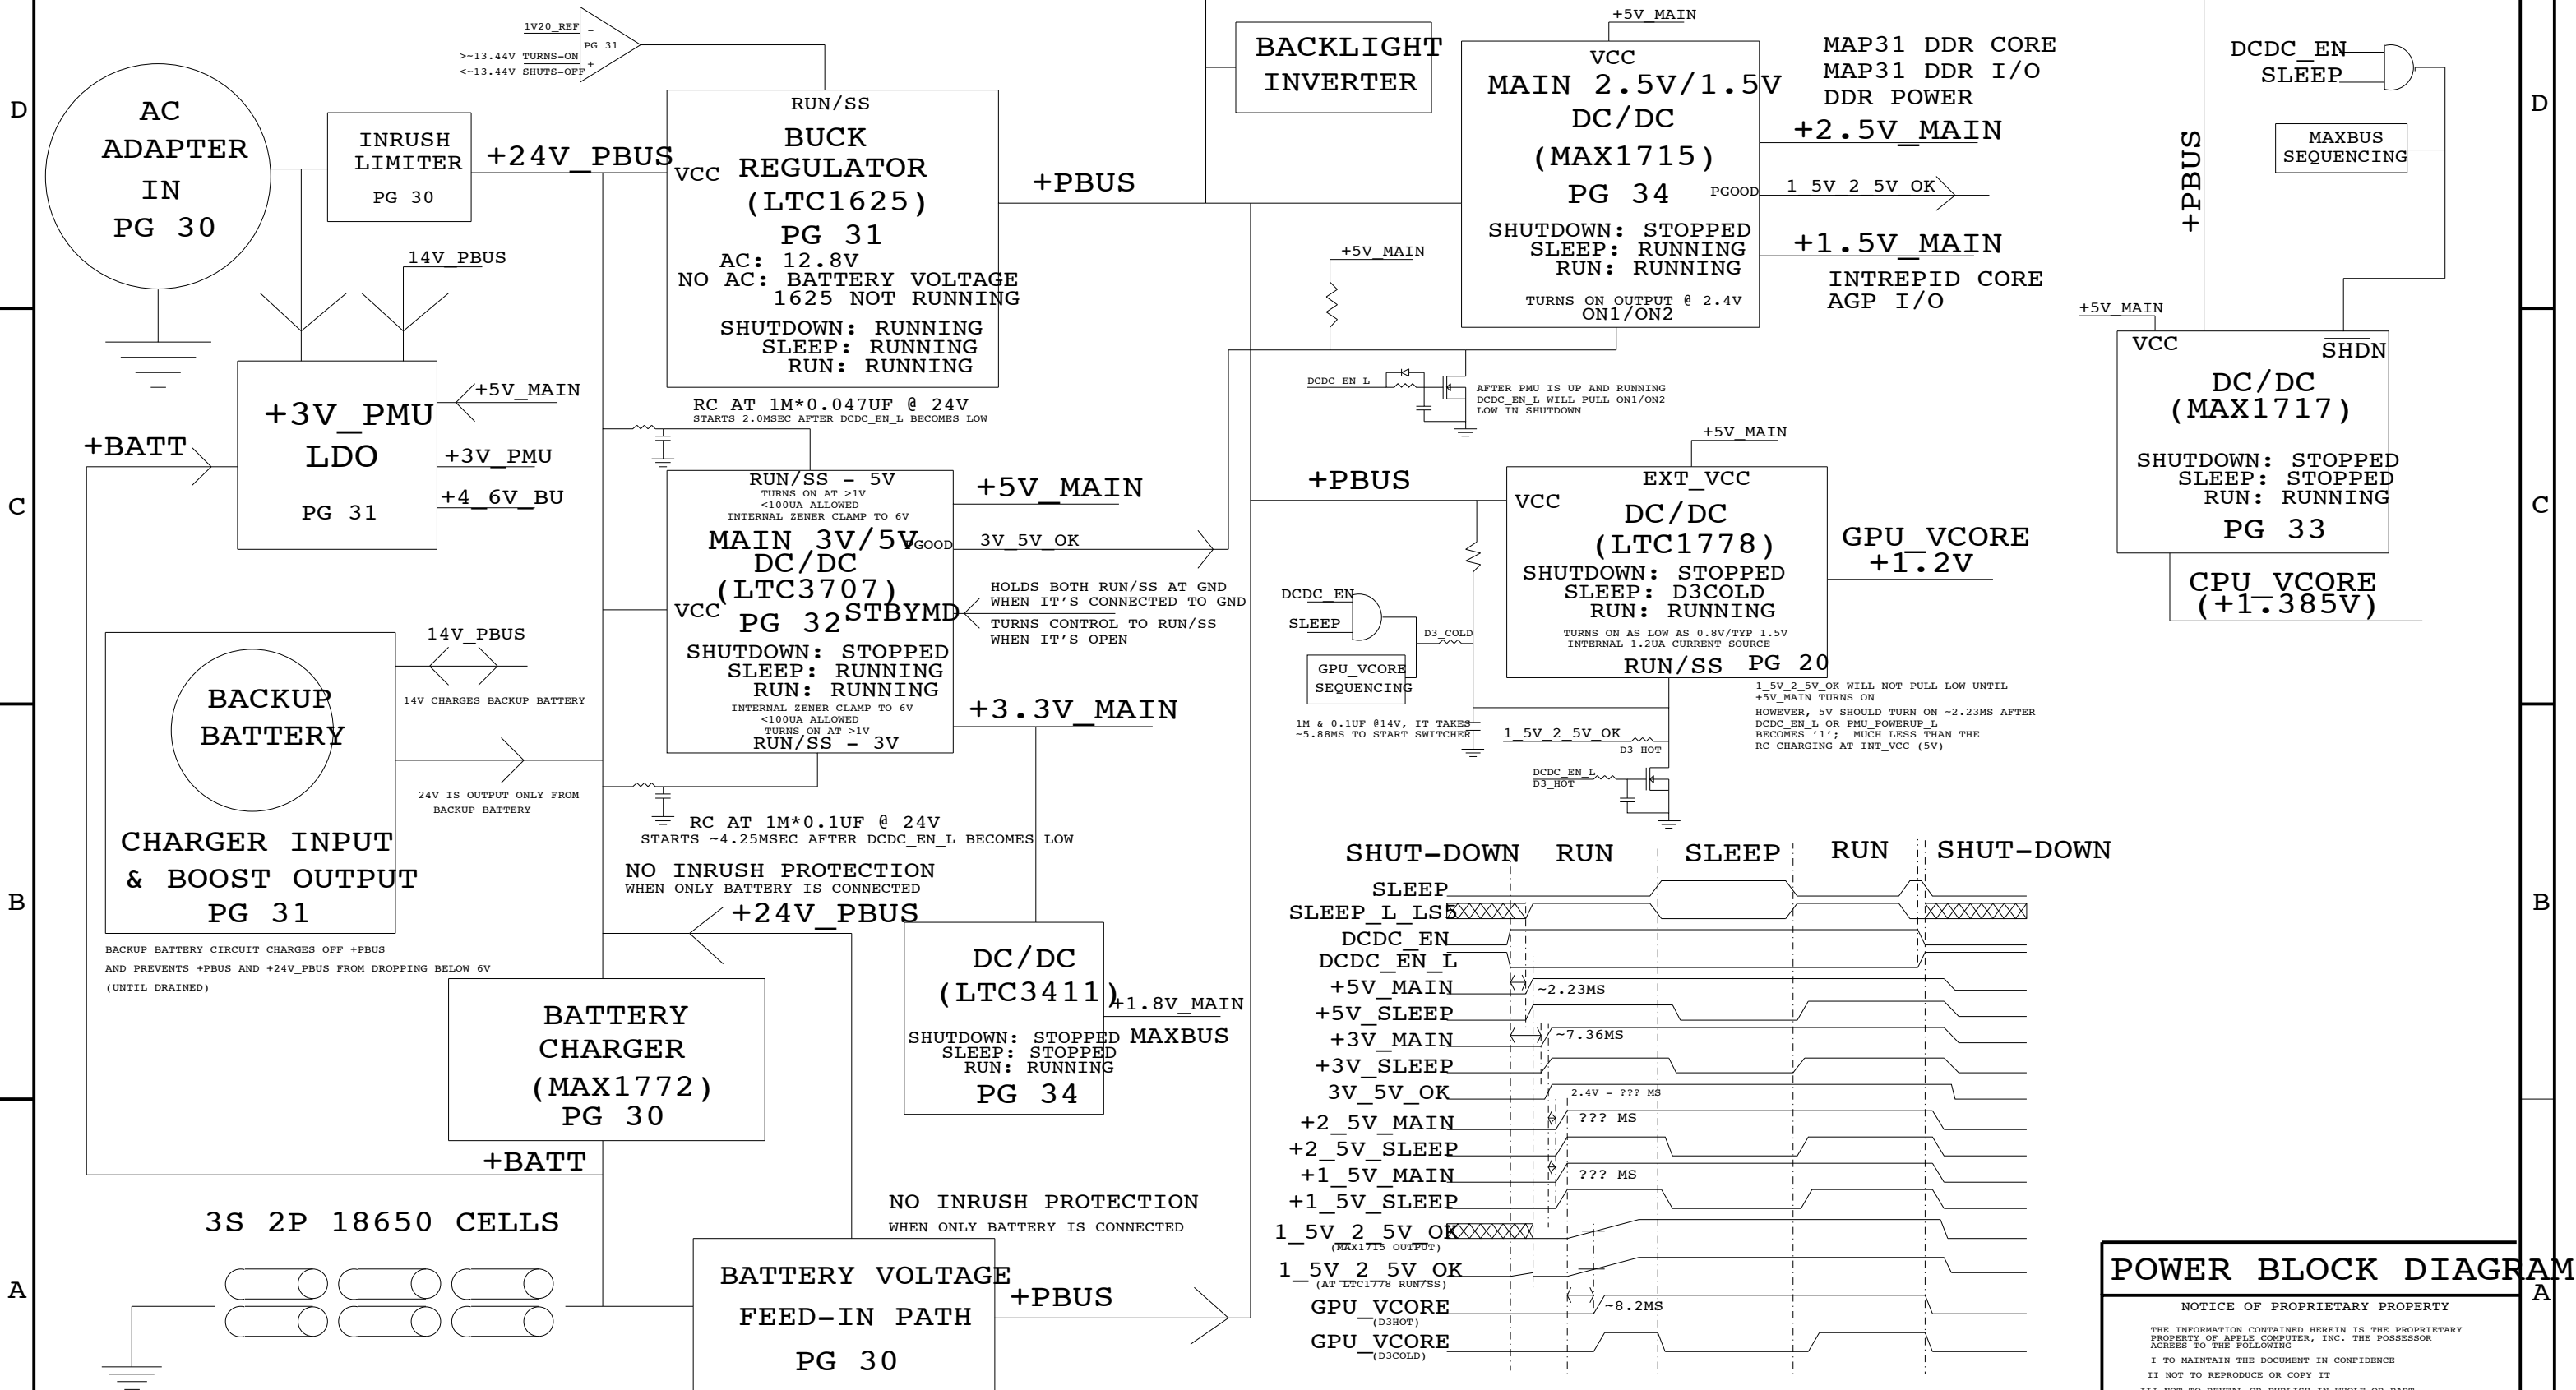 D
C
B
A
1V20_REF
-
PG 31
>~13.44V TURNS-ON
+
<~13.44V SHUTS-OFF
AC
ADAPTER
IN
PG 30
INRUSH
LIMITER
PG 30
+24V_PBUS
RUN/SS
BUCK
REGULATOR
VCC
(LTC1625)
PG 31
AC: 12.8V
NO AC: BATTERY VOLTAGE
1625 NOT RUNNING
SHUTDOWN: RUNNING
SLEEP: RUNNING
RUN: RUNNING
+PBUS
14V_PBUS
+3V_PMU
LDO
PG 31
+5V_MAIN
+3V_PMU
+4_6V_BU
+BATT
RC AT 1M*0.047UF @ 24V
STARTS 2.0MSEC AFTER DCDC_EN_L BECOMES LOW
RUN/SS - 5V
TURNS ON AT >1V
<100UA ALLOWED
INTERNAL ZENER CLAMP TO 6V
MAIN 3V/5V
PGOOD
DC/DC
(LTC3707)
VCC
STBYMD
PG 32
SHUTDOWN: STOPPED
SLEEP: RUNNING
RUN: RUNNING
INTERNAL ZENER CLAMP TO 6V
<100UA ALLOWED
TURNS ON AT >1V
RUN/SS - 3V
+5V_MAIN
3V_5V_OK
HOLDS BOTH RUN/SS AT GND
WHEN IT'S CONNECTED TO GND
TURNS CONTROL TO RUN/SS
WHEN IT'S OPEN
+3.3V_MAIN
14V_PBUS
14V CHARGES BACKUP BATTERY
BACKUP
BATTERY
24V IS OUTPUT ONLY FROM
BACKUP BATTERY
CHARGER INPUT
& BOOST OUTPUT
PG 31
BACKUP BATTERY CIRCUIT CHARGES OFF +PBUS
AND PREVENTS +PBUS AND +24V_PBUS FROM DROPPING BELOW 6V
(UNTIL DRAINED)
RC AT 1M*0.1UF @ 24V
STARTS ~4.25MSEC AFTER DCDC_EN_L BECOMES LOW
NO INRUSH PROTECTION
WHEN ONLY BATTERY IS CONNECTED
+24V_PBUS
BATTERY
CHARGER
(MAX1772)
PG 30
DC/DC
(LTC3411)
SHUTDOWN: STOPPED
SLEEP: STOPPED
RUN: RUNNING
PG 34
+1.8V_MAIN
MAXBUS
+BATT
3S 2P 18650 CELLS
NO INRUSH PROTECTION
WHEN ONLY BATTERY IS CONNECTED
BATTERY VOLTAGE
FEED-IN PATH
PG 30
+PBUS
BACKLIGHT
INVERTER
+5V_MAIN
VCC
MAIN 2.5V/1.5V
DC/DC
(MAX1715)
PG 34
PGOOD
SHUTDOWN: STOPPED
SLEEP: RUNNING
RUN: RUNNING
TURNS ON OUTPUT @ 2.4V
ON1/ON2
MAP31 DDR CORE
MAP31 DDR I/O
DDR POWER
+2.5V_MAIN
1_5V_2_5V_OK
+1.5V_MAIN
INTREPID CORE
AGP I/O
+5V_MAIN
DCDC_EN_L
AFTER PMU IS UP AND RUNNING
DCDC_EN_L WILL PULL ON1/ON2
LOW IN SHUTDOWN
+5V_MAIN
+PBUS
EXT_VCC
VCC
DC/DC
(LTC1778)
SHUTDOWN: STOPPED
SLEEP: D3COLD
RUN: RUNNING
TURNS ON AS LOW AS 0.8V/TYP 1.5V
INTERNAL 1.2UA CURRENT SOURCE
RUN/SS PG 20
GPU_VCORE
+1.2V
DCDC_EN
SLEEP
D3_COLD
GPU_VCORE
SEQUENCING
1M & 0.1UF @14V, IT TAKES
~5.88MS TO START SWITCHER
1_5V_2_5V_OK
D3_HOT
DCDC_EN_L
D3_HOT
1_5V_2_5V_OK WILL NOT PULL LOW UNTIL
+5V_MAIN TURNS ON
HOWEVER, 5V SHOULD TURN ON ~2.23MS AFTER
DCDC_EN_L OR PMU_POWERUP_L
BECOMES '1'; MUCH LESS THAN THE
RC CHARGING AT INT_VCC (5V)
DCDC_EN
SLEEP
MAXBUS
SEQUENCING
+PBUS
+5V_MAIN
VCC
SHDN
DC/DC
(MAX1717)
SHUTDOWN: STOPPED
SLEEP: STOPPED
RUN: RUNNING
PG 33
CPU_VCORE
(+1.385V)
SHUT-DOWN RUN SLEEP RUN SHUT-DOWN
SLEEP
SLEEP_L_LS5
DCDC_EN
DCDC_EN_L
+5V_MAIN
~2.23MS
+5V_SLEEP
+3V_MAIN
~7.36MS
+3V_SLEEP
3V_5V_OK
2.4V - ??? MS
+2_5V_MAIN
??? MS
+2_5V_SLEEP
+1_5V_MAIN
??? MS
+1_5V_SLEEP
1_5V_2_5V_OK
(MAX1715 OUTPUT)
1_5V_2_5V_OK
(AT LTC1778 RUN/SS)
GPU_VCORE
~8.2MS
(D3HOT)
GPU_VCORE
(D3COLD)
D
C
B
A
POWER BLOCK DIAGRAM
NOTICE OF PROPRIETARY PROPERTY
THE INFORMATION CONTAINED HEREIN IS THE PROPRIETARY
PROPERTY OF APPLE COMPUTER, INC. THE POSSESSOR
AGREES TO THE FOLLOWING
I TO MAINTAIN THE DOCUMENT IN CONFIDENCE
II NOT TO REPRODUCE OR COPY IT